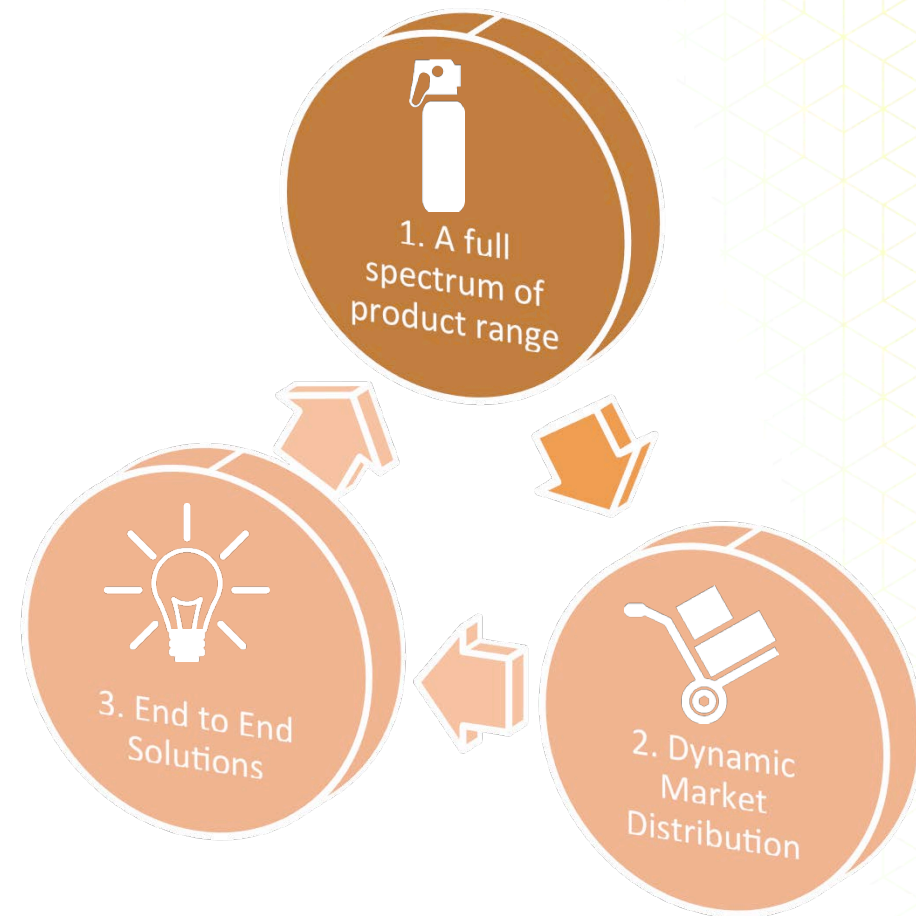 1. A full
spectrum of
product range
2. Dynamic
Market
Distribution
3. End to End
Solutions